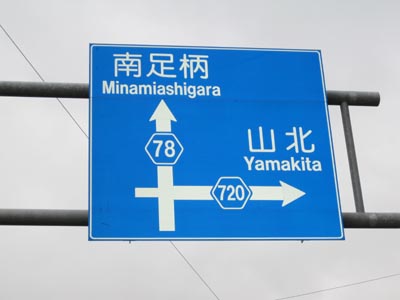 南足柄
Minamiashigara
78
山北
Yamakita
720